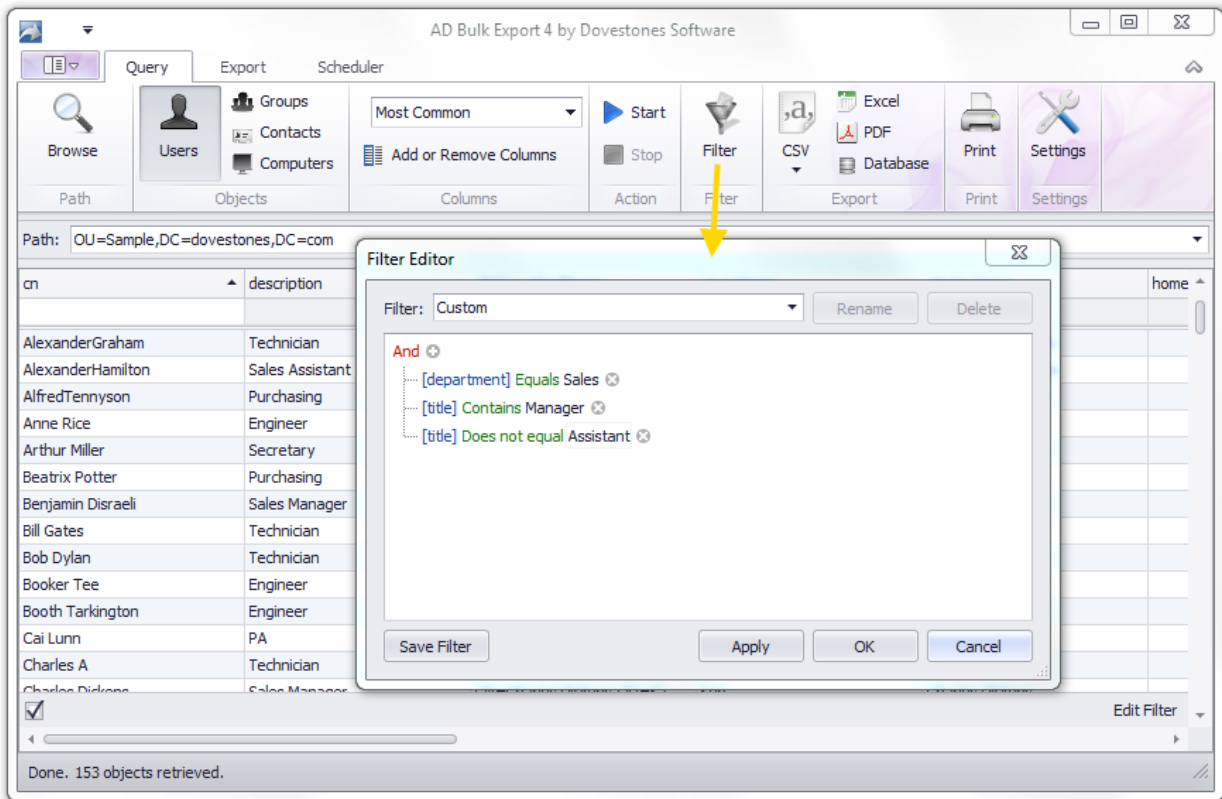 AD Bulk Export 4 by Dovestones Software
Query Export Scheduler
Browse
Users
Groups
Contacts
Computers
Most Common
Add or Remove Columns
Start
Stop
Filter
,a,
CSV
Excel
PDF
Database
Print
Settings
Path Objects Columns Action Filter Export Print Settings
Path: OU=Sample,DC=dovestones,DC=com
cn description home
AlexanderGraham Technician
AlexanderHamilton Sales Assistant
AlfredTennyson Purchasing
Anne Rice Engineer
Arthur Miller Secretary
Beatrix Potter Purchasing
Benjamin Disraeli Sales Manager
Bill Gates Technician
Bob Dylan Technician
Booker Tee Engineer
Booth Tarkington Engineer
Cai Lunn PA
Charles A Technician
Charles Dickens Sales Manager
Filter Editor
Filter: Custom Rename Delete
And
[department] Equals Sales
[title] Contains Manager
[title] Does not equal Assistant
Save Filter Apply OK Cancel
Edit Filter
Done. 153 objects retrieved.